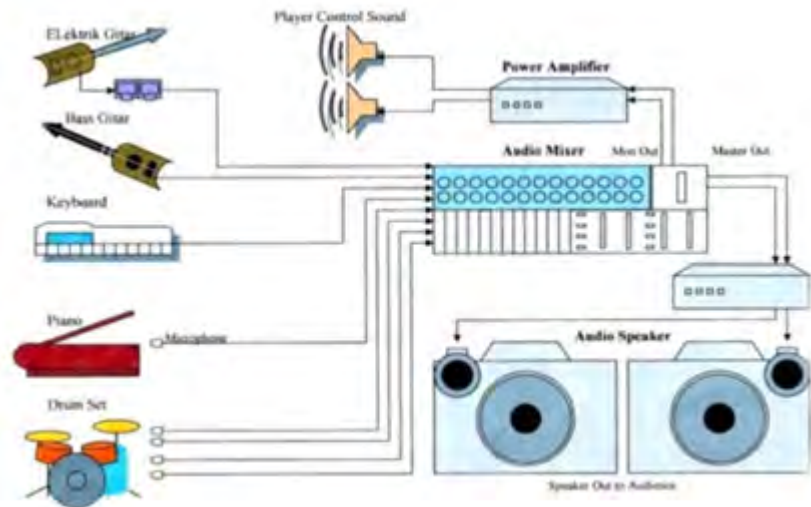 Player Control Sound
ELektrik Gitar
Power Amplifier
Bass Gitar
Audio Mixer
Mon Out
Master Out
Keyboard
Piano
Microphone
Audio Speaker
Drum Set
Speaker Out to Audience